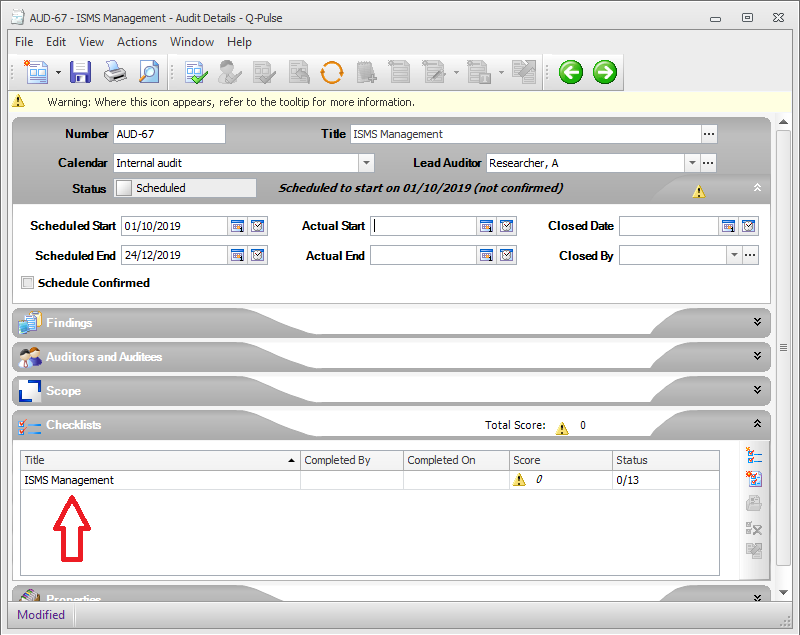 AUD-67 - ISMS Management - Audit Details - Q-Pulse
File Edit View Actions Window Help
Warning: Where this icon appears, refer to the tooltip for more information.
Number AUD-67 Title ISMS Management
Calendar Internal audit Lead Auditor Researcher, A
Status Scheduled Scheduled to start on 01/10/2019 (not confirmed)
Scheduled Start 01/10/2019 Actual Start Closed Date
Scheduled End 24/12/2019 Actual End Closed By
Schedule Confirmed
Findings
Auditors and Auditees
Scope
Checklists Total Score: 0
Title Completed By Completed On Score Status
ISMS Management 0 0/13
Properties
Modified